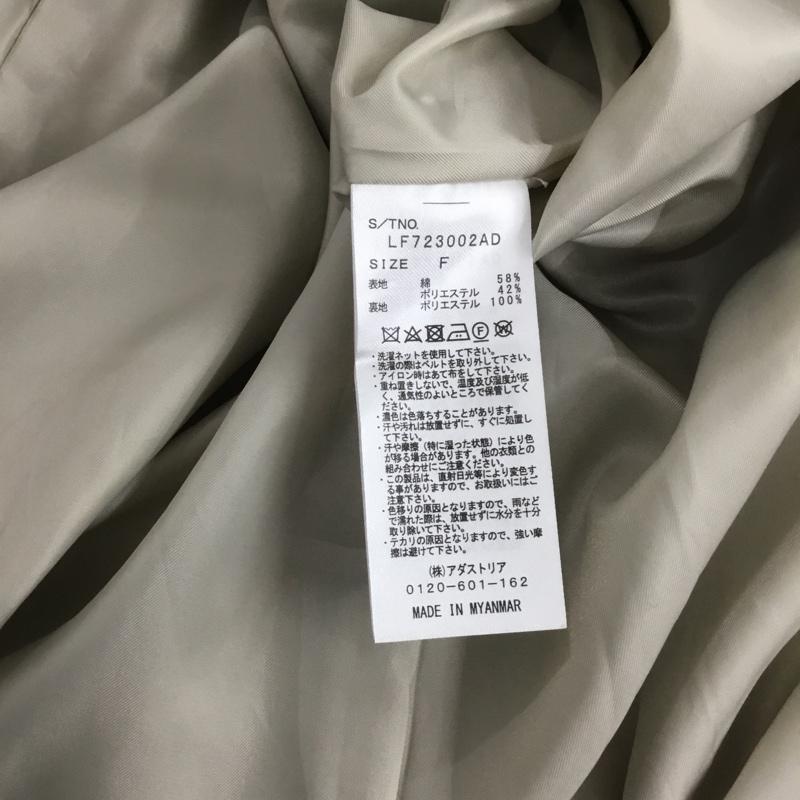 S/TNO.
LF723002AD
SIZE F
表地 綿 58%
ポリエステル 42%
裏地 ポリエステル 100%
・洗濯ネットを使用して下さい。
・洗濯の際はベルトを取り外して下さい。
・アイロン時はあて布をして下さい。
・重ね置きしないで、温度及び湿度が低
く、通気性のよいところで保管してく
ださい。
・濃色は色落ちすることがあります。
・汗や汚れは放置せずに、すぐに処置し
て下さい。
・汗や摩擦（特に湿った状態）により色
が移る場合があります。他の衣類との
組み合わせにご注意ください。
・この製品は、直射日光等により変色す
る事がありますので、お取扱いにはご
注意下さい。
・色移りの原因となりますので、雨など
で濡れた際は、放置せずに水分を十分
取り除いて下さい。
・テカリの原因となりますので、強い摩
擦は避けて下さい。
(株)アダストリア
0120-601-162
MADE IN MYANMAR